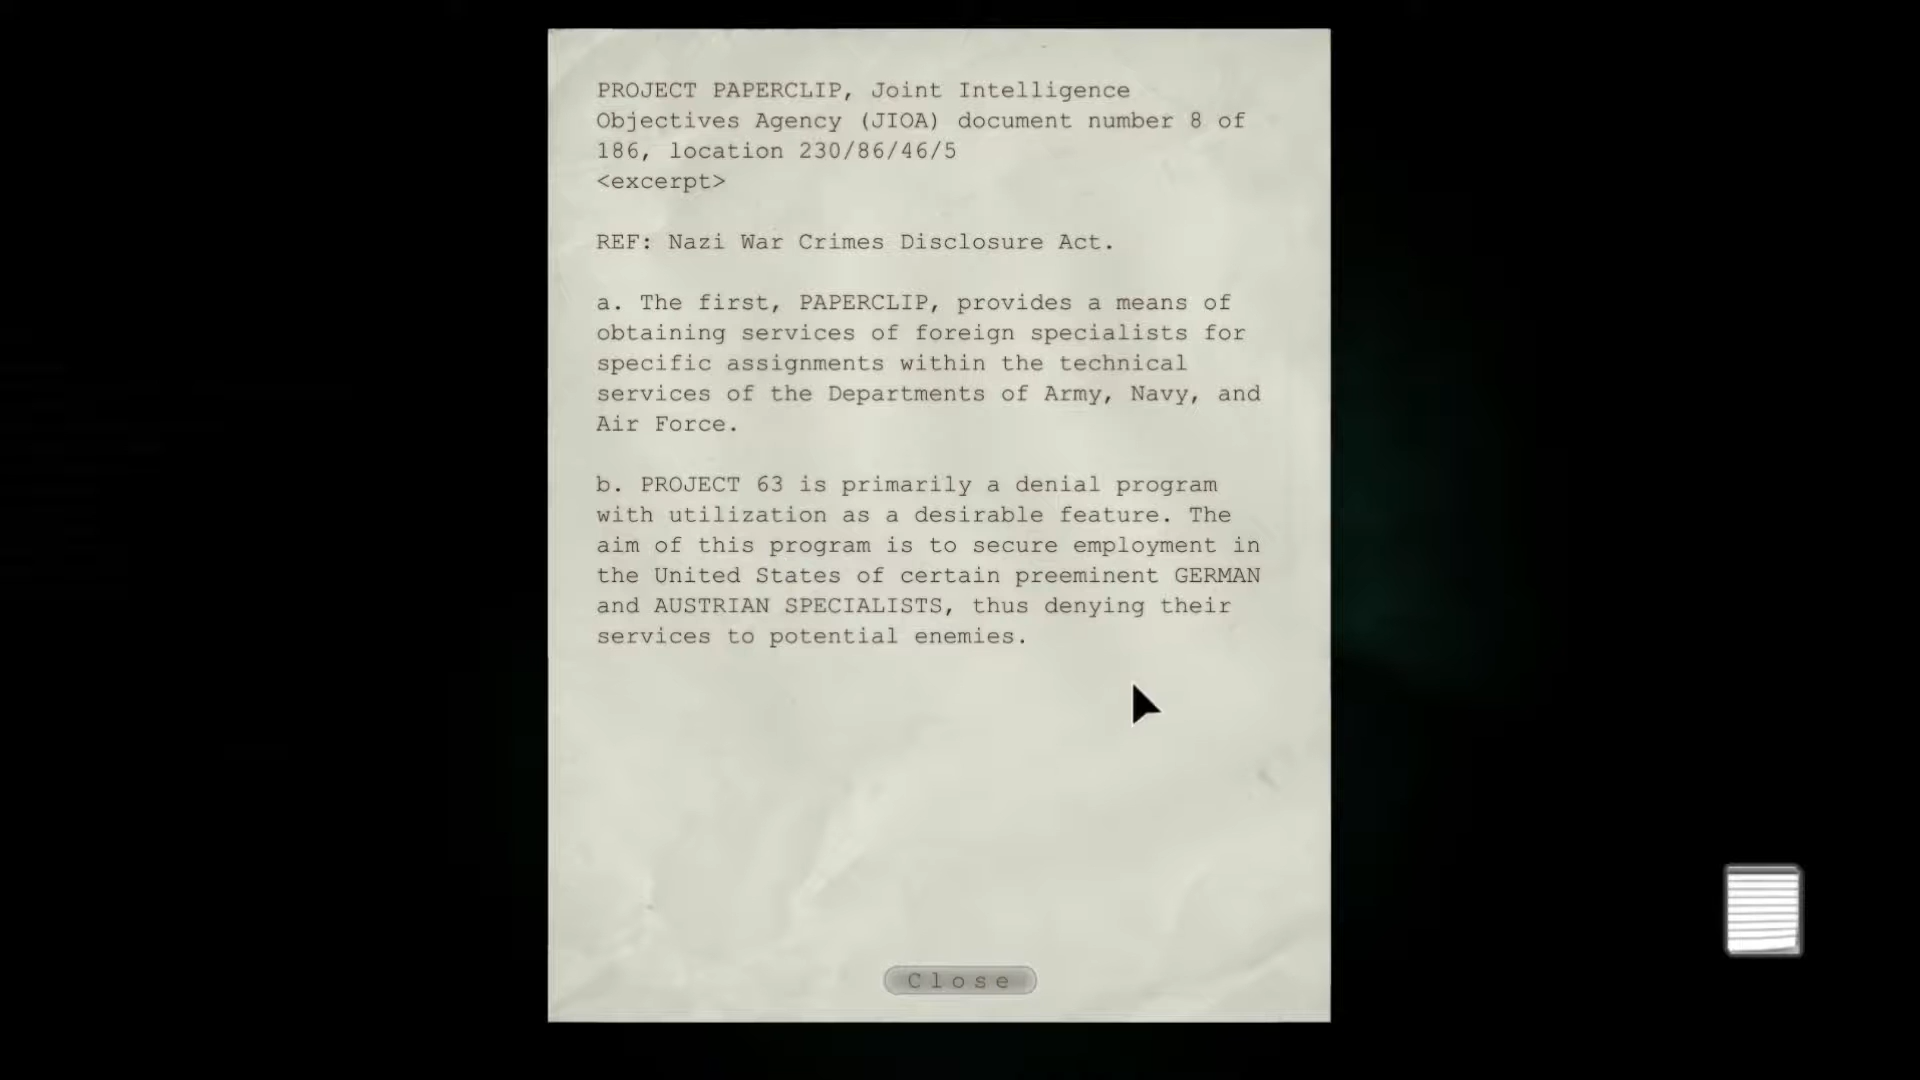 PROJECT PAPERCLIP, Joint Intelligence
Objectives Agency (JIOA) document number 8 of
186, location 230/86/46/5
<excerpt>
REF: Nazi War Crimes Disclosure Act.
a. The first, PAPERCLIP, provides a means of
obtaining services of foreign specialists for
specific assignments within the technical
services of the Departments of Army, Navy, and
Air Force.
b. PROJECT 63 is primarily a denial program
with utilization as a desirable feature. The
aim of this program is to secure employment in
the United States of certain preeminent GERMAN
and AUSTRIAN SPECIALISTS, thus denying their
services to potential enemies.
Close